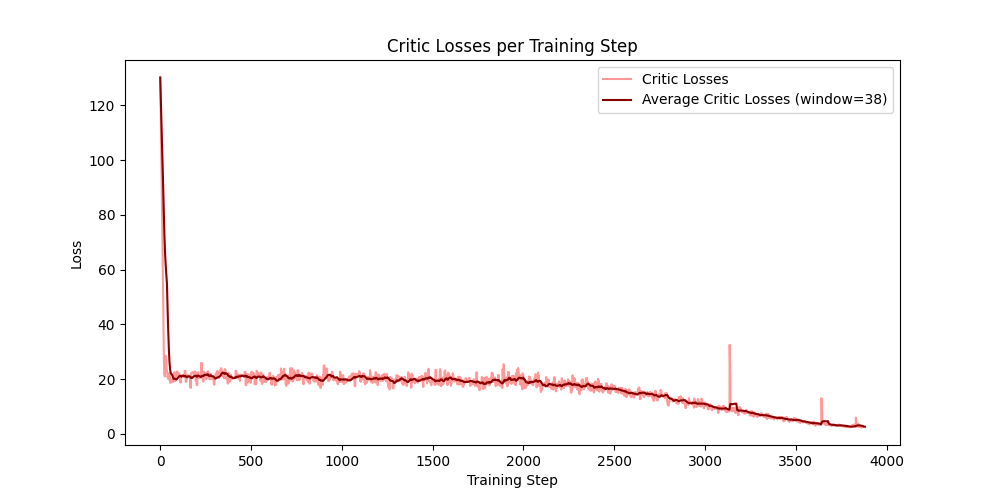 Critic Losses per Training Step
Critic Losses
Average Critic Losses (window=38)
Loss
120
100
80
60
40
20
0
0 500 1000 1500 2000 2500 3000 3500 4000
Training Step